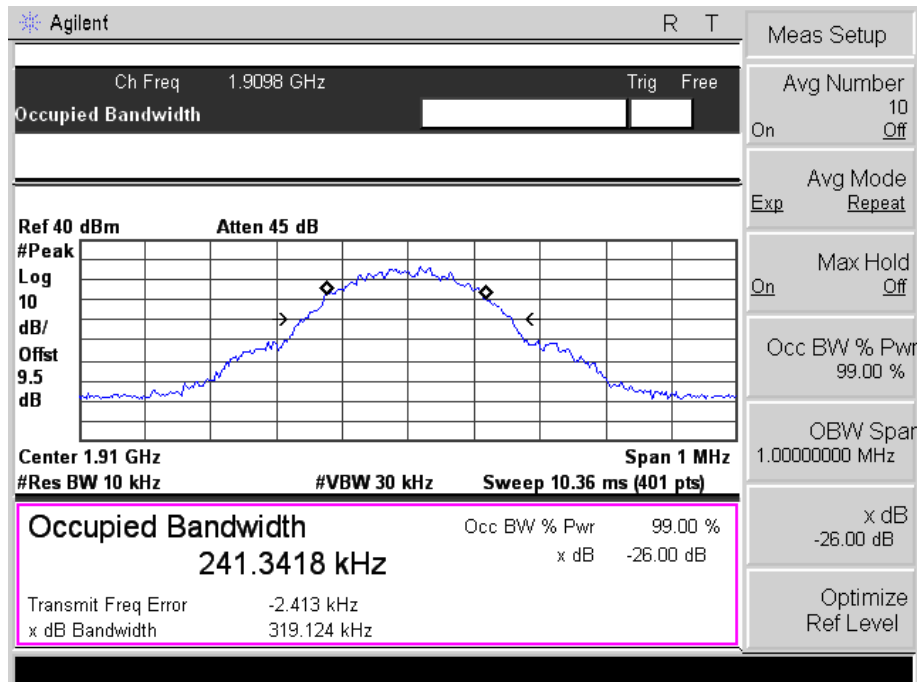 Agilent R T
Ch Freq 1.9098 GHz Trig Free
Occupied Bandwidth
Ref 40 dBm Atten 45 dB
#Peak
Log
10
dB/
Offst
9.5
dB
Center 1.91 GHz Span 1 MHz
#Res BW 10 kHz #VBW 30 kHz Sweep 10.36 ms (401 pts)
Occupied Bandwidth
241.3418 kHz
Occ BW % Pwr 99.00 %
x dB -26.00 dB
Transmit Freq Error -2.413 kHz
x dB Bandwidth 319.124 kHz
Meas Setup
Avg Number
10
On Off
Avg Mode
Exp Repeat
Max Hold
On Off
Occ BW % Pwr
99.00 %
OBW Spar
1.00000000 MHz
x dB
-26.00 dB
Optimize
Ref Level